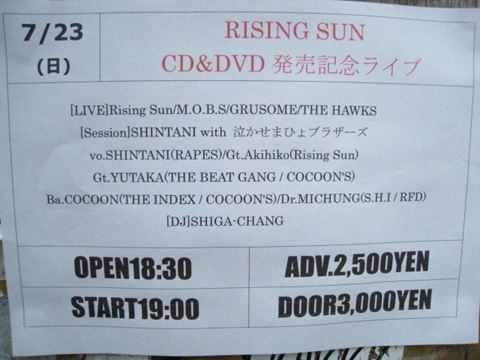 7/23
(日)
RISING SUN
CD&DVD 発売記念ライブ
[LIVE]Rising Sun/M.O.B.S/GRUSOME/THE HAWKS
[Session]SHINTANI with 泣かせまひょブラザーズ
vo.SHINTANI(RAPES)/Gt.Akihiko(Rising Sun)
Gt.YUTAKA(THE BEAT GANG / COCOON'S)
Ba.COCOON(THE INDEX / COCOON'S)/Dr.MICHUNG(S.H.I / RFD)
[DJ]SHIGA-CHANG
OPEN18:30
ADV.2,500YEN
START19:00
DOOR3,000YEN